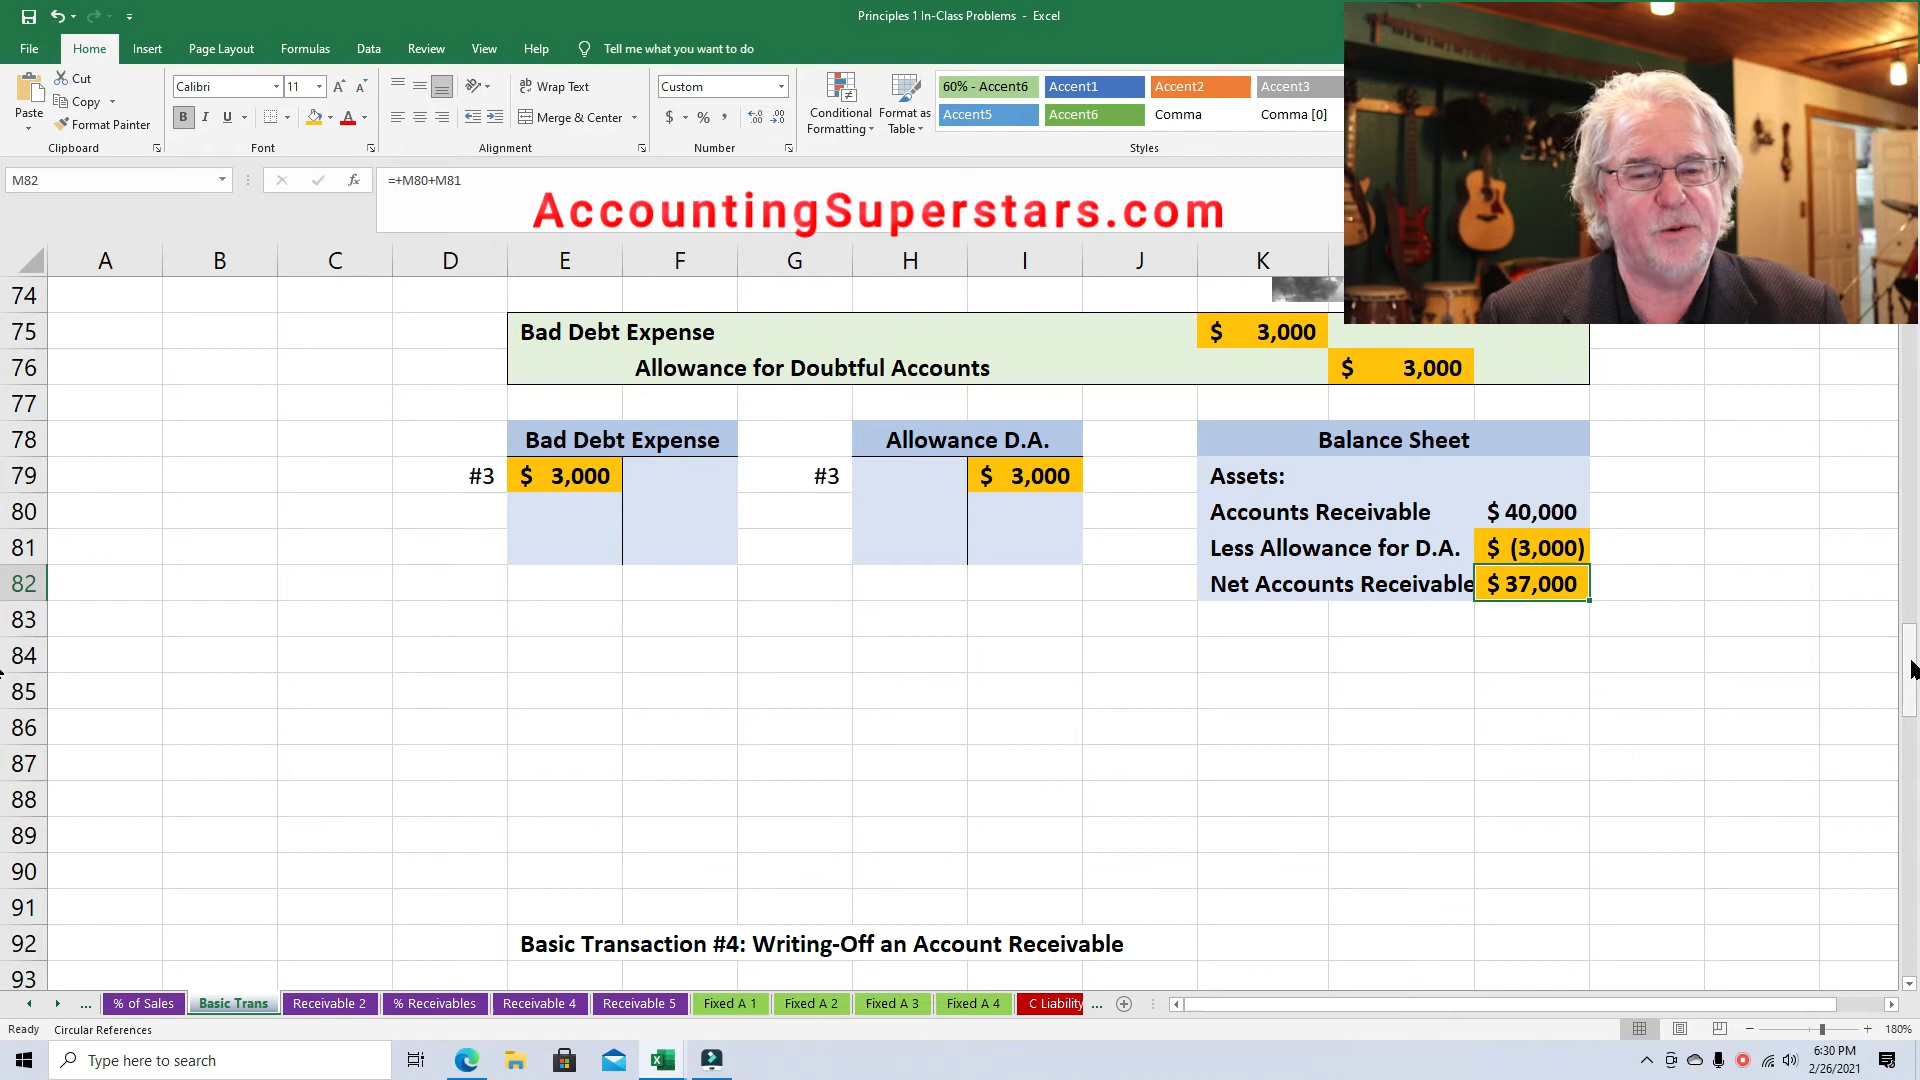 Principles 1 In-Class Problems - Excel
File Home Insert Page Layout Formulas Data Review View Help Tell me what you want to do
Paste
Cut
Copy
Format Painter
Clipboard
Calibri 11
B I U
Font
Wrap Text
Merge & Center
Alignment
Custom
$ % ,
Number
Conditional Formatting
Format as Table
60% - Accent6 Accent1 Accent2 Accent3
Accent5 Accent6 Comma Comma [0]
Styles
M82 fx =+M80+M81
AccountingSuperstars.com
A B C D E F G H I J K
74
75 Bad Debt Expense $ 3,000
76 Allowance for Doubtful Accounts $ 3,000
77
78 Bad Debt Expense Allowance D.A. Balance Sheet
79 #3 $ 3,000 #3 $ 3,000 Assets:
80 Accounts Receivable $ 40,000
81 Less Allowance for D.A. $ (3,000)
82 Net Accounts Receivable $ 37,000
83
84
85
86
87
88
89
90
91
92 Basic Transaction #4: Writing-Off an Account Receivable
93
... % of Sales Basic Trans Receivable 2 % Receivables Receivable 4 Receivable 5 Fixed A 1 Fixed A 2 Fixed A 3 Fixed A 4 C Liability ...
Ready Circular References 180%
Type here to search
6:30 PM
2/26/2021